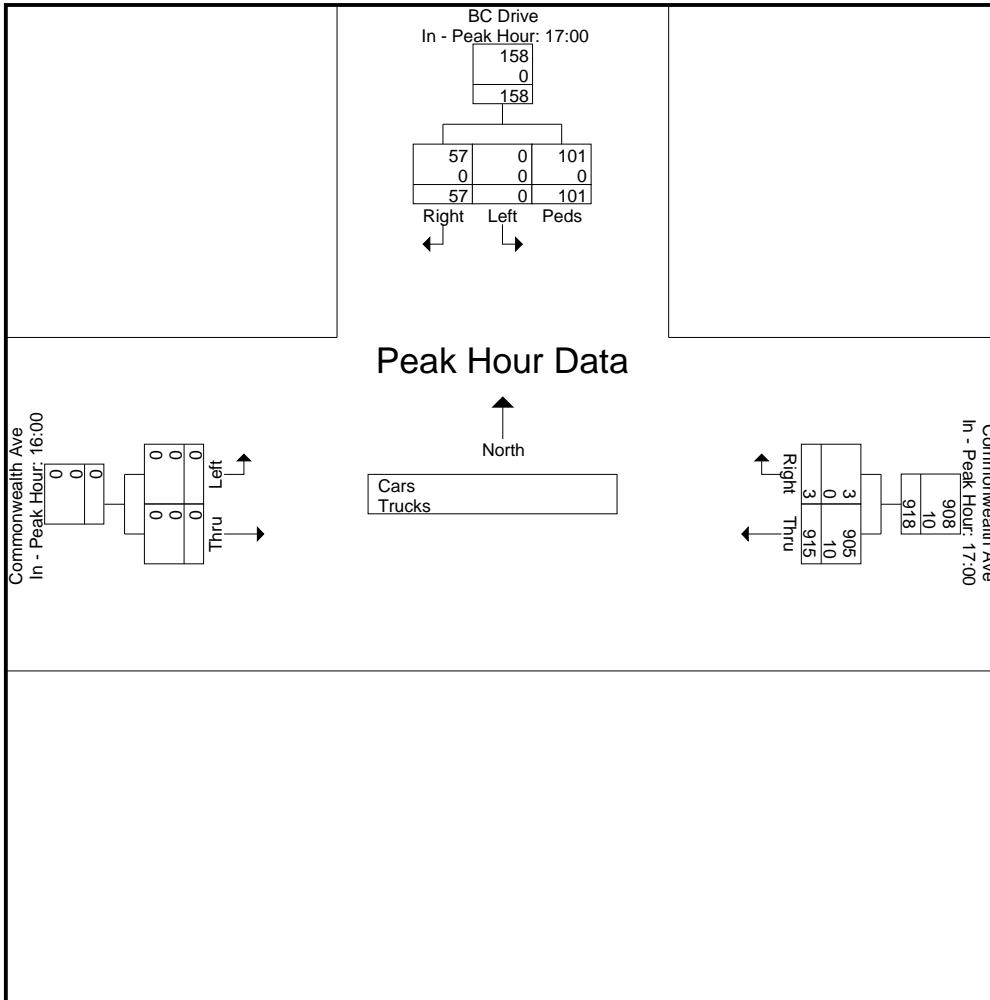 BC Drive
In - Peak Hour: 17:00
158
0
158
57 0 101
0 0 0
57 0 101
Right Left Peds
Peak Hour Data
North
Cars
Trucks
Commonwealth Ave
In - Peak Hour: 16:00
0
0
0
0 0 0
Left
0 0 0
Thru
Commonwealth Ave
In - Peak Hour: 17:00
908
10
918
3
0
3
Right
905
10
915
Thru